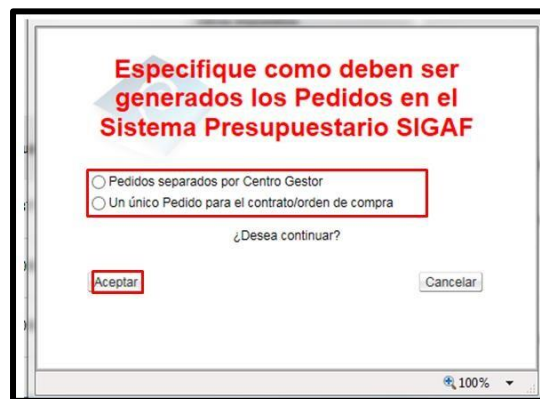 Especifique como deben ser
generados los Pedidos en el
Sistema Presupuestario SIGAF
Pedidos separados por Centro Gestor
Un único Pedido para el contrato/orden de compra
¿Desea continuar?
Aceptar
Cancelar
100%